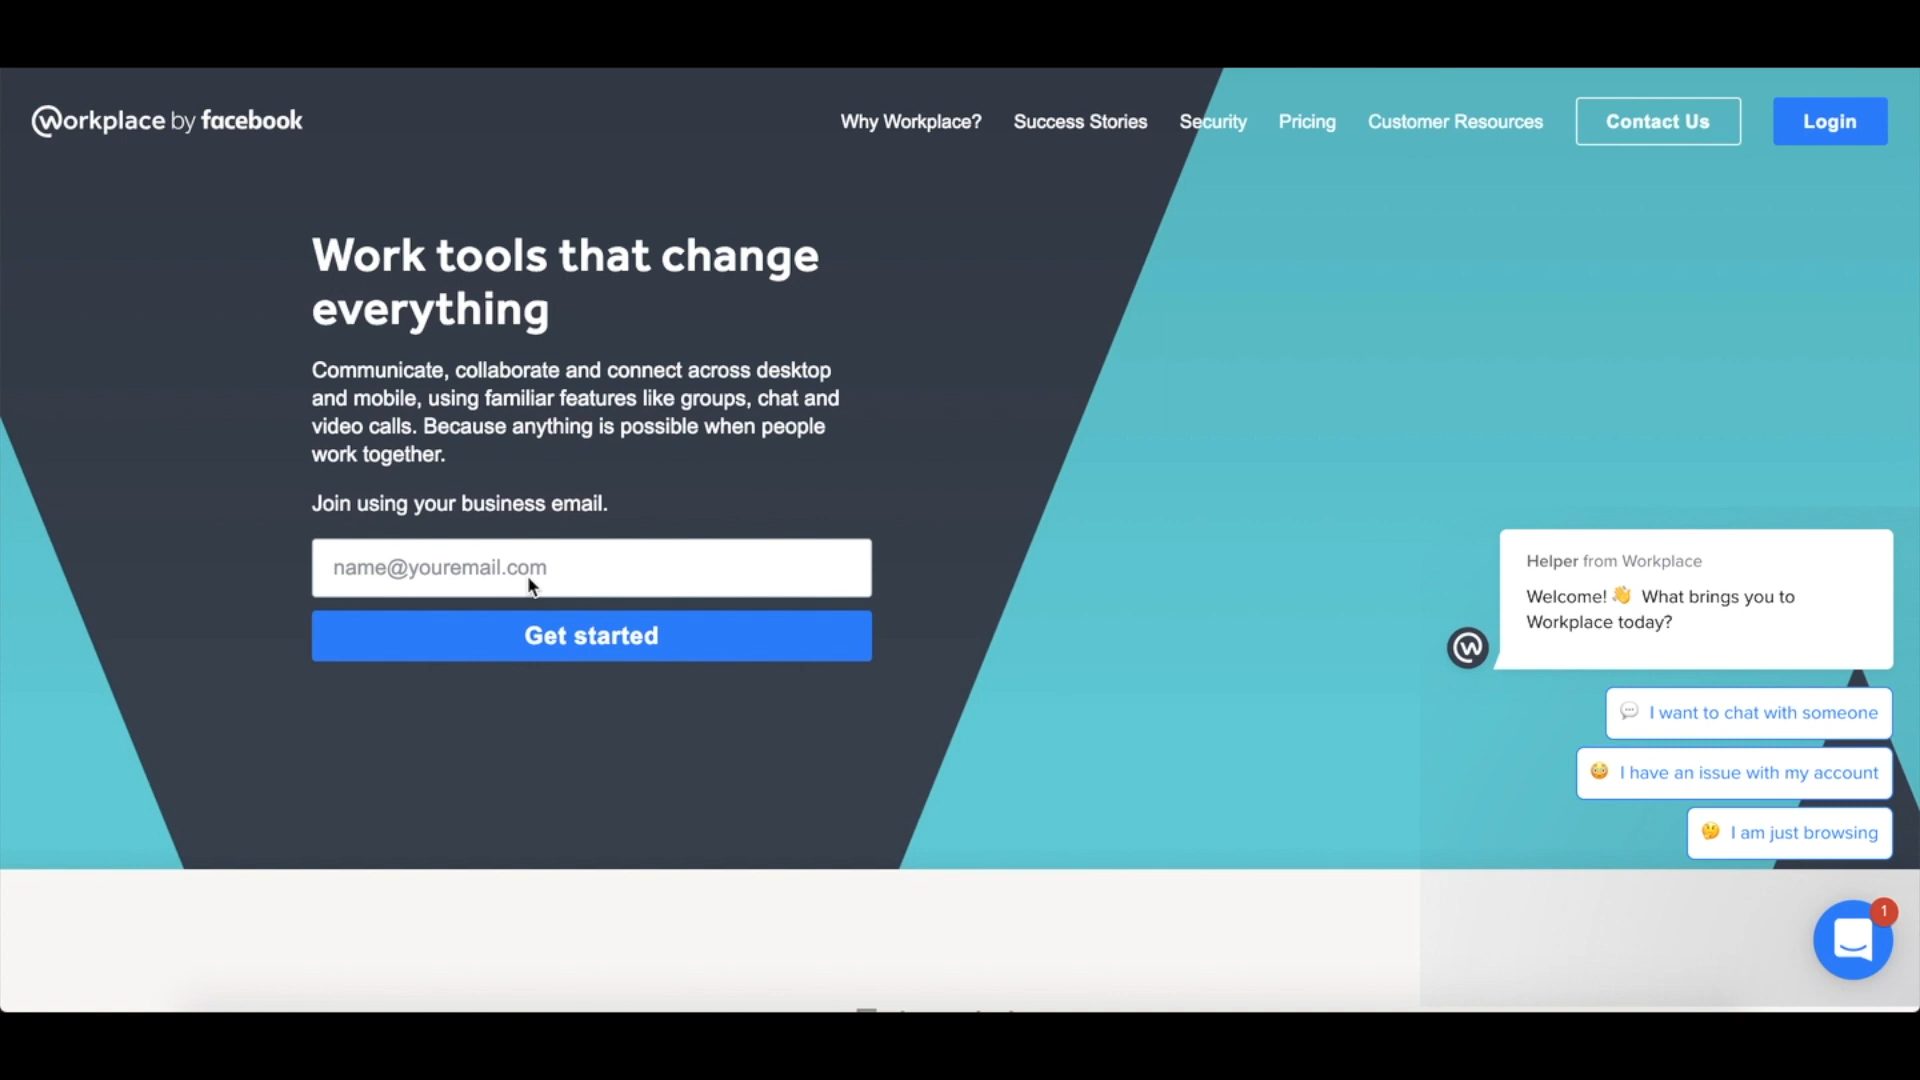 Workplace by facebook
Why Workplace?
Success Stories
Security
Pricing
Customer Resources
Contact Us
Login
Work tools that change
everything
Communicate, collaborate and connect across desktop
and mobile, using familiar features like groups, chat and
video calls. Because anything is possible when people
work together.
Join using your business email.
name@youremail.com
Get started
Helper from Workplace
Welcome! 👋 What brings you to
Workplace today?
💬 I want to chat with someone
😳 I have an issue with my account
🤔 I am just browsing
1